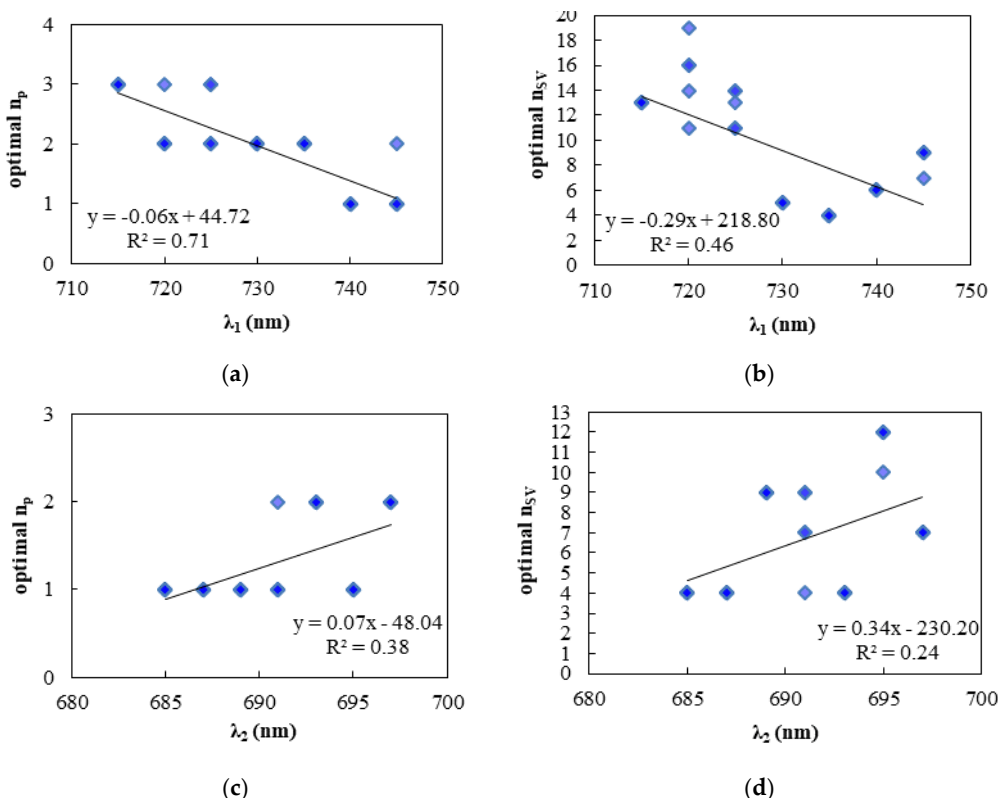 4
3
2
1
0
optimal nₚ
y = -0.06x + 44.72
R² = 0.71
710 720 730 740 750
λ₁ (nm)
(a)
20
18
16
14
12
10
8
6
4
2
0
optimal n_SV
y = -0.29x + 218.80
R² = 0.46
710 720 730 740 750
λ₁ (nm)
(b)
3
2
1
0
optimal nₚ
y = 0.07x - 48.04
R² = 0.38
680 685 690 695 700
λ₂ (nm)
(c)
13
12
11
10
9
8
7
6
5
4
3
2
1
0
optimal n_SV
y = 0.34x - 230.20
R² = 0.24
680 685 690 695 700
λ₂ (nm)
(d)